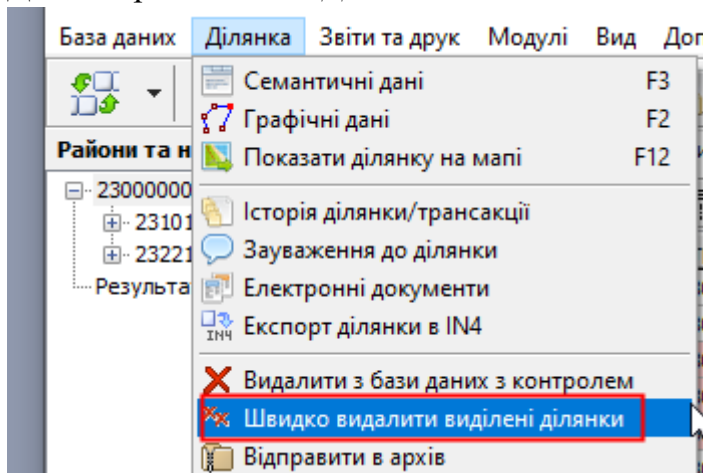 База даних Ділянка Звіти та друк Модулі Вид
Семантичні дані F3
Графічні дані F2
Райони та н
Показати ділянку на мапі F12
23000000
Історія ділянки/трансакції
23101
Зауваження до ділянки
23221
Електронні документи
Результа
Експорт ділянки в IN4
IN4
Видалити з бази даних з контролем
Швидко видалити виділені ділянки
Відправити в архів